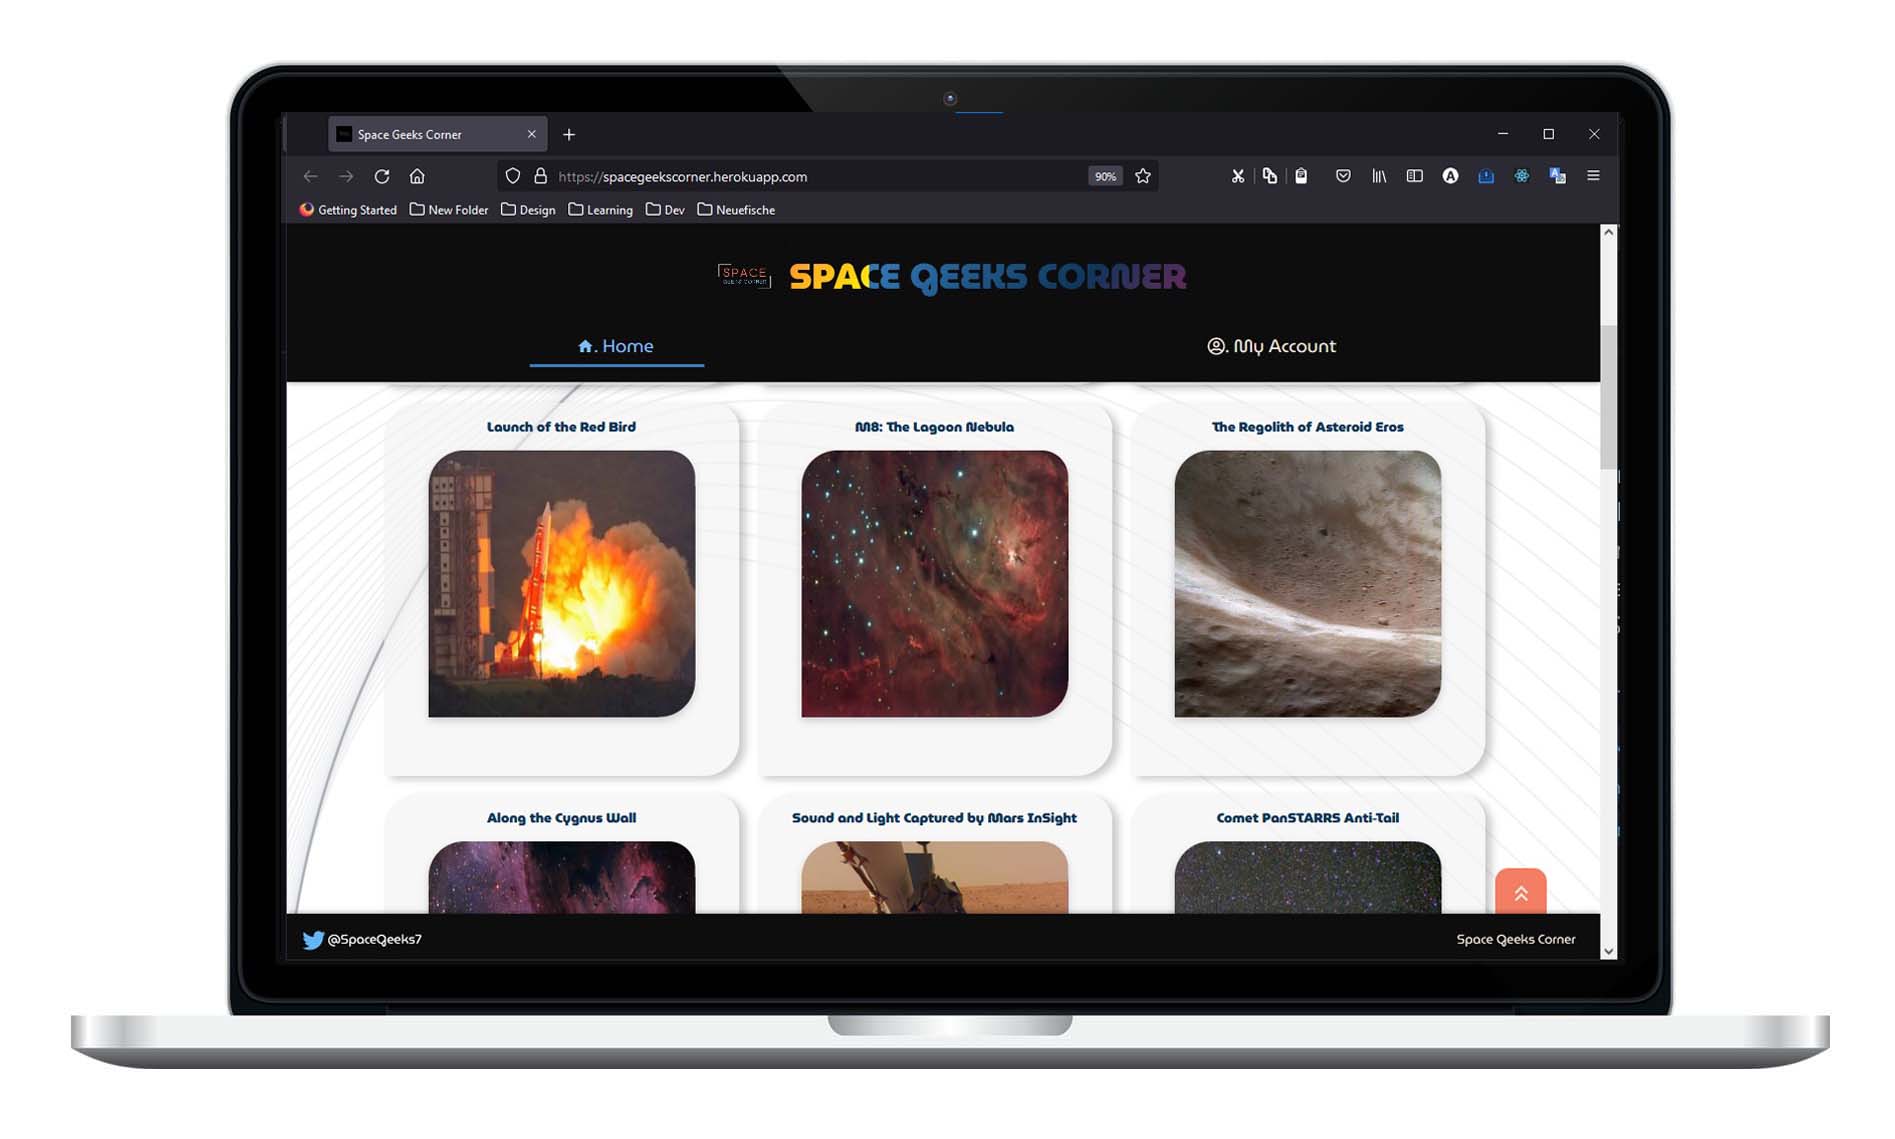 Space Geeks Corner
https://spacegeekscorner.herokuapp.com
90%
Getting Started New Folder Design Learning Dev Neuefische
SPACE
GEEKS CORNER
SPACE GEEKS CORNER
. Home
. My Account
Launch of the Red Bird
M8: The Lagoon Nebula
The Regolith of Asteroid Eros
Along the Cygnus Wall
Sound and Light Captured by Mars InSight
Comet PanSTARRS Anti-Tail
@SpaceGeeks7
Space Geeks Corner